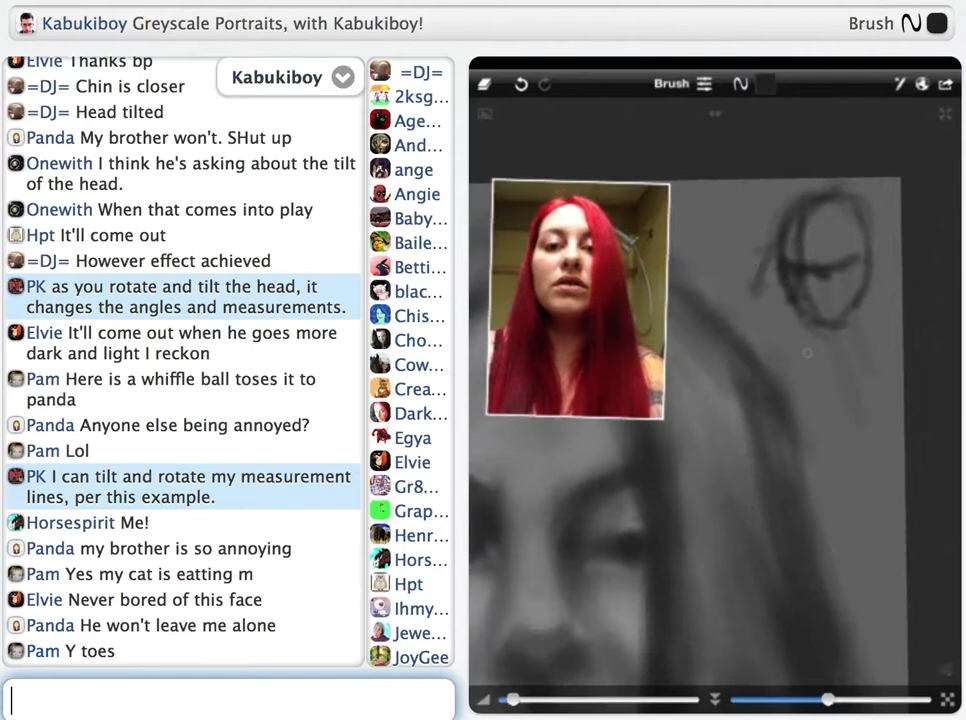 Kabukiboy Greyscale Portraits, with Kabukiboy!
Brush
Elvie Thanks bp
=DJ= Chin is closer
=DJ= Head tilted
Panda My brother won't. SHut up
Onewith I think he's asking about the tilt
of the head.
Onewith When that comes into play
Hpt It'll come out
=DJ= However effect achieved
PK as you rotate and tilt the head, it
changes the angles and measurements.
Elvie It'll come out when he goes more
dark and light I reckon
Pam Here is a whiffle ball toses it to
panda
Panda Anyone else being annoyed?
Pam Lol
PK I can tilt and rotate my measurement
lines, per this example.
Horsespirit Me!
Panda my brother is so annoying
Pam Yes my cat is eatting m
Elvie Never bored of this face
Panda He won't leave me alone
Pam Y toes
Kabukiboy
=DJ=
2ksg...
Age...
And...
ange
Angie
Baby...
Baile...
Betti...
blac...
Chis...
Cho...
Cow...
Crea...
Dark...
Egya
Elvie
Gr8...
Grap...
Henr...
Hors...
Hpt
Ihmy...
Jewe...
JoyGee
Brush